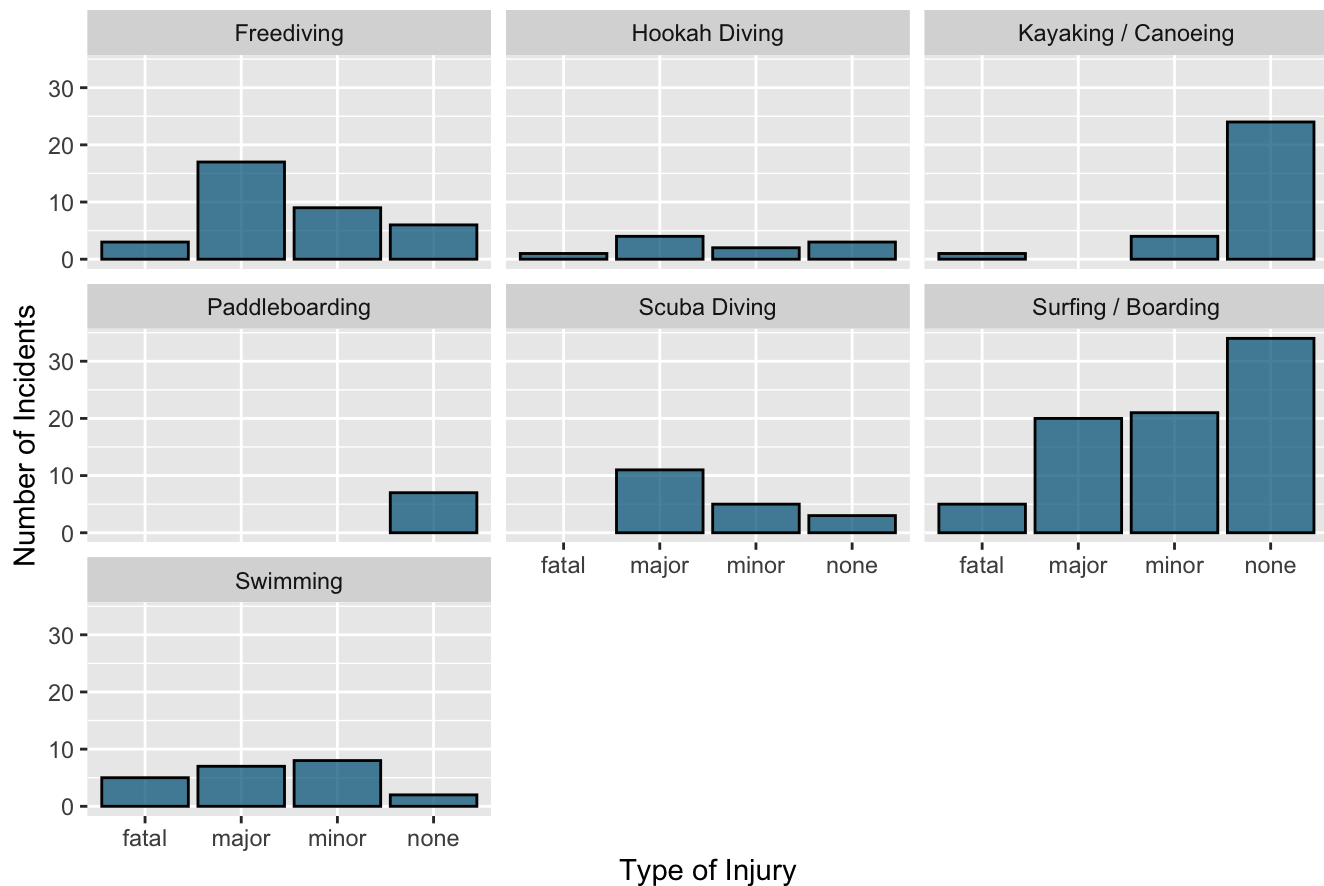 Freediving
Hookah Diving
Kayaking / Canoeing
30
20
10
0
Paddleboarding
Scuba Diving
Surfing / Boarding
30
20
10
0
fatal major minor none
fatal major minor none
Swimming
30
20
10
0
fatal major minor none
Number of Incidents
Type of Injury